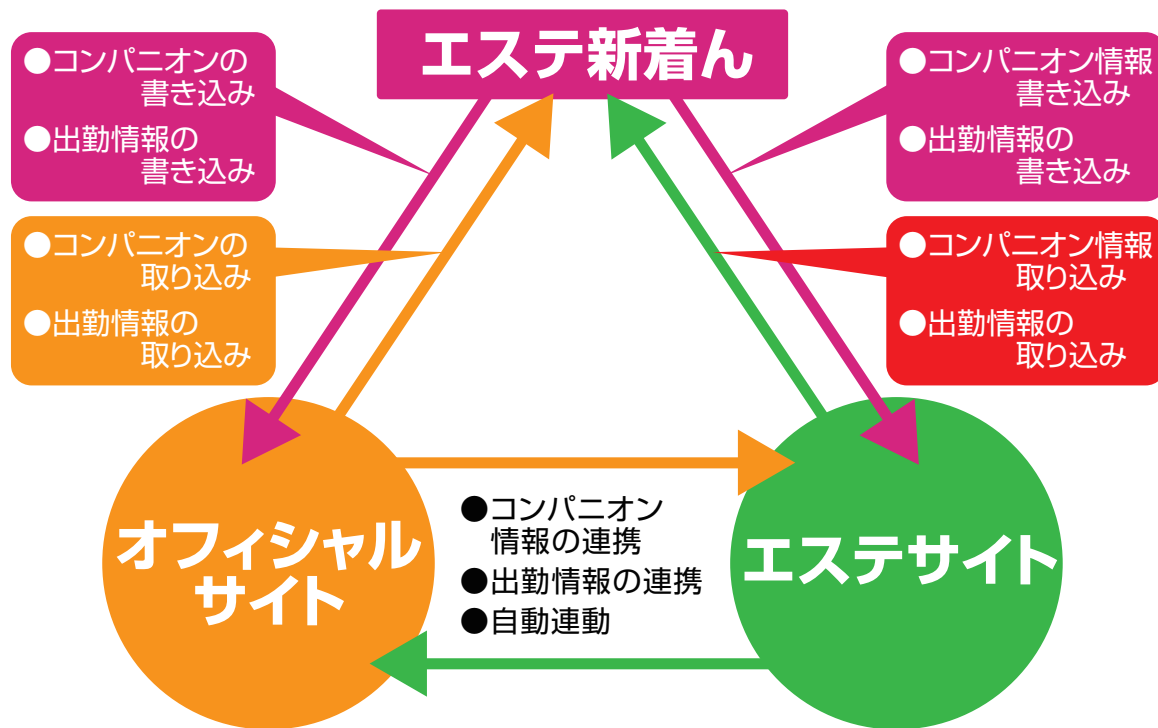 エステ新着ん
●コンパニオンの
書き込み
●出勤情報の
書き込み
●コンパニオンの
取り込み
●出勤情報の
取り込み
●コンパニオン情報
書き込み
●出勤情報の
書き込み
●コンパニオン情報
取り込み
●出勤情報の
取り込み
オフィシャル
サイト
●コンパニオン
情報の連携
●出勤情報の連携
●自動連動
エステサイト